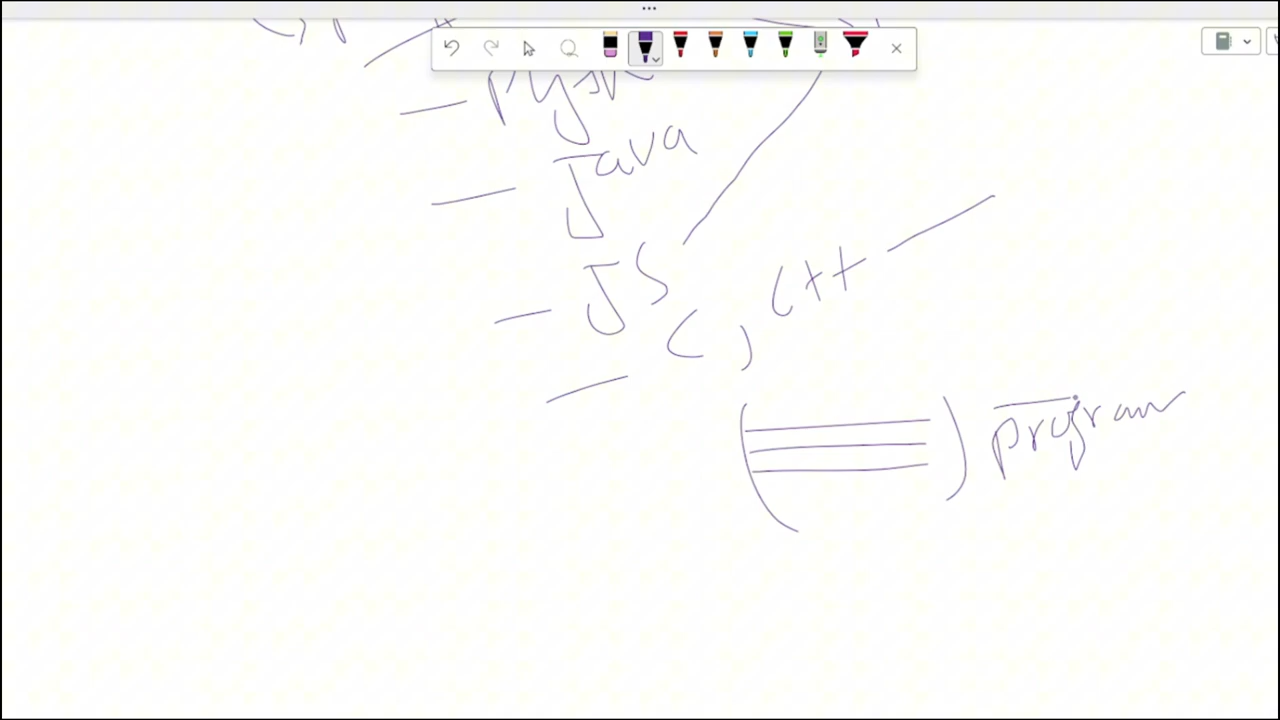 — Java
— JS
— C, C++ —
program